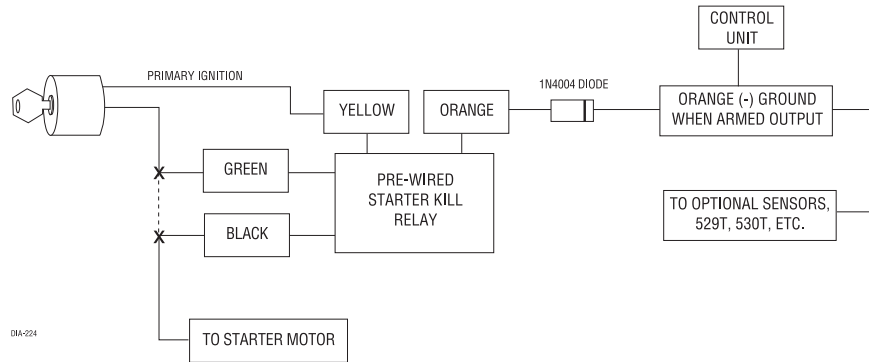 CONTROL
UNIT
PRIMARY IGNITION
1N4004 DIODE
YELLOW
ORANGE
ORANGE (-) GROUND
WHEN ARMED OUTPUT
GREEN
PRE-WIRED
STARTER KILL
RELAY
TO OPTIONAL SENSORS,
529T, 530T, ETC.
BLACK
X
X
DIA-224
TO STARTER MOTOR